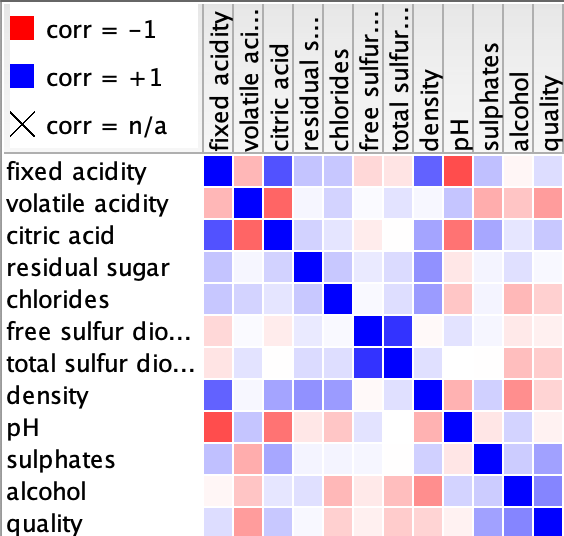 corr = -1
corr = +1
corr = n/a
fixed acidity
volatile aci...
citric acid
residual s...
chlorides
free sulfur...
total sulfur...
density
pH
sulphates
alcohol
quality
fixed acidity
volatile acidity
citric acid
residual sugar
chlorides
free sulfur dio...
total sulfur dio...
density
pH
sulphates
alcohol
quality